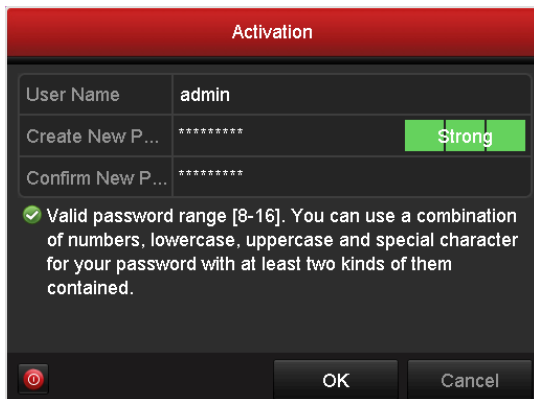 Activation
User Name admin
Create New P... ********* Strong
Confirm New P... *********
Valid password range [8-16]. You can use a combination
of numbers, lowercase, uppercase and special character
for your password with at least two kinds of them
contained.
OK Cancel